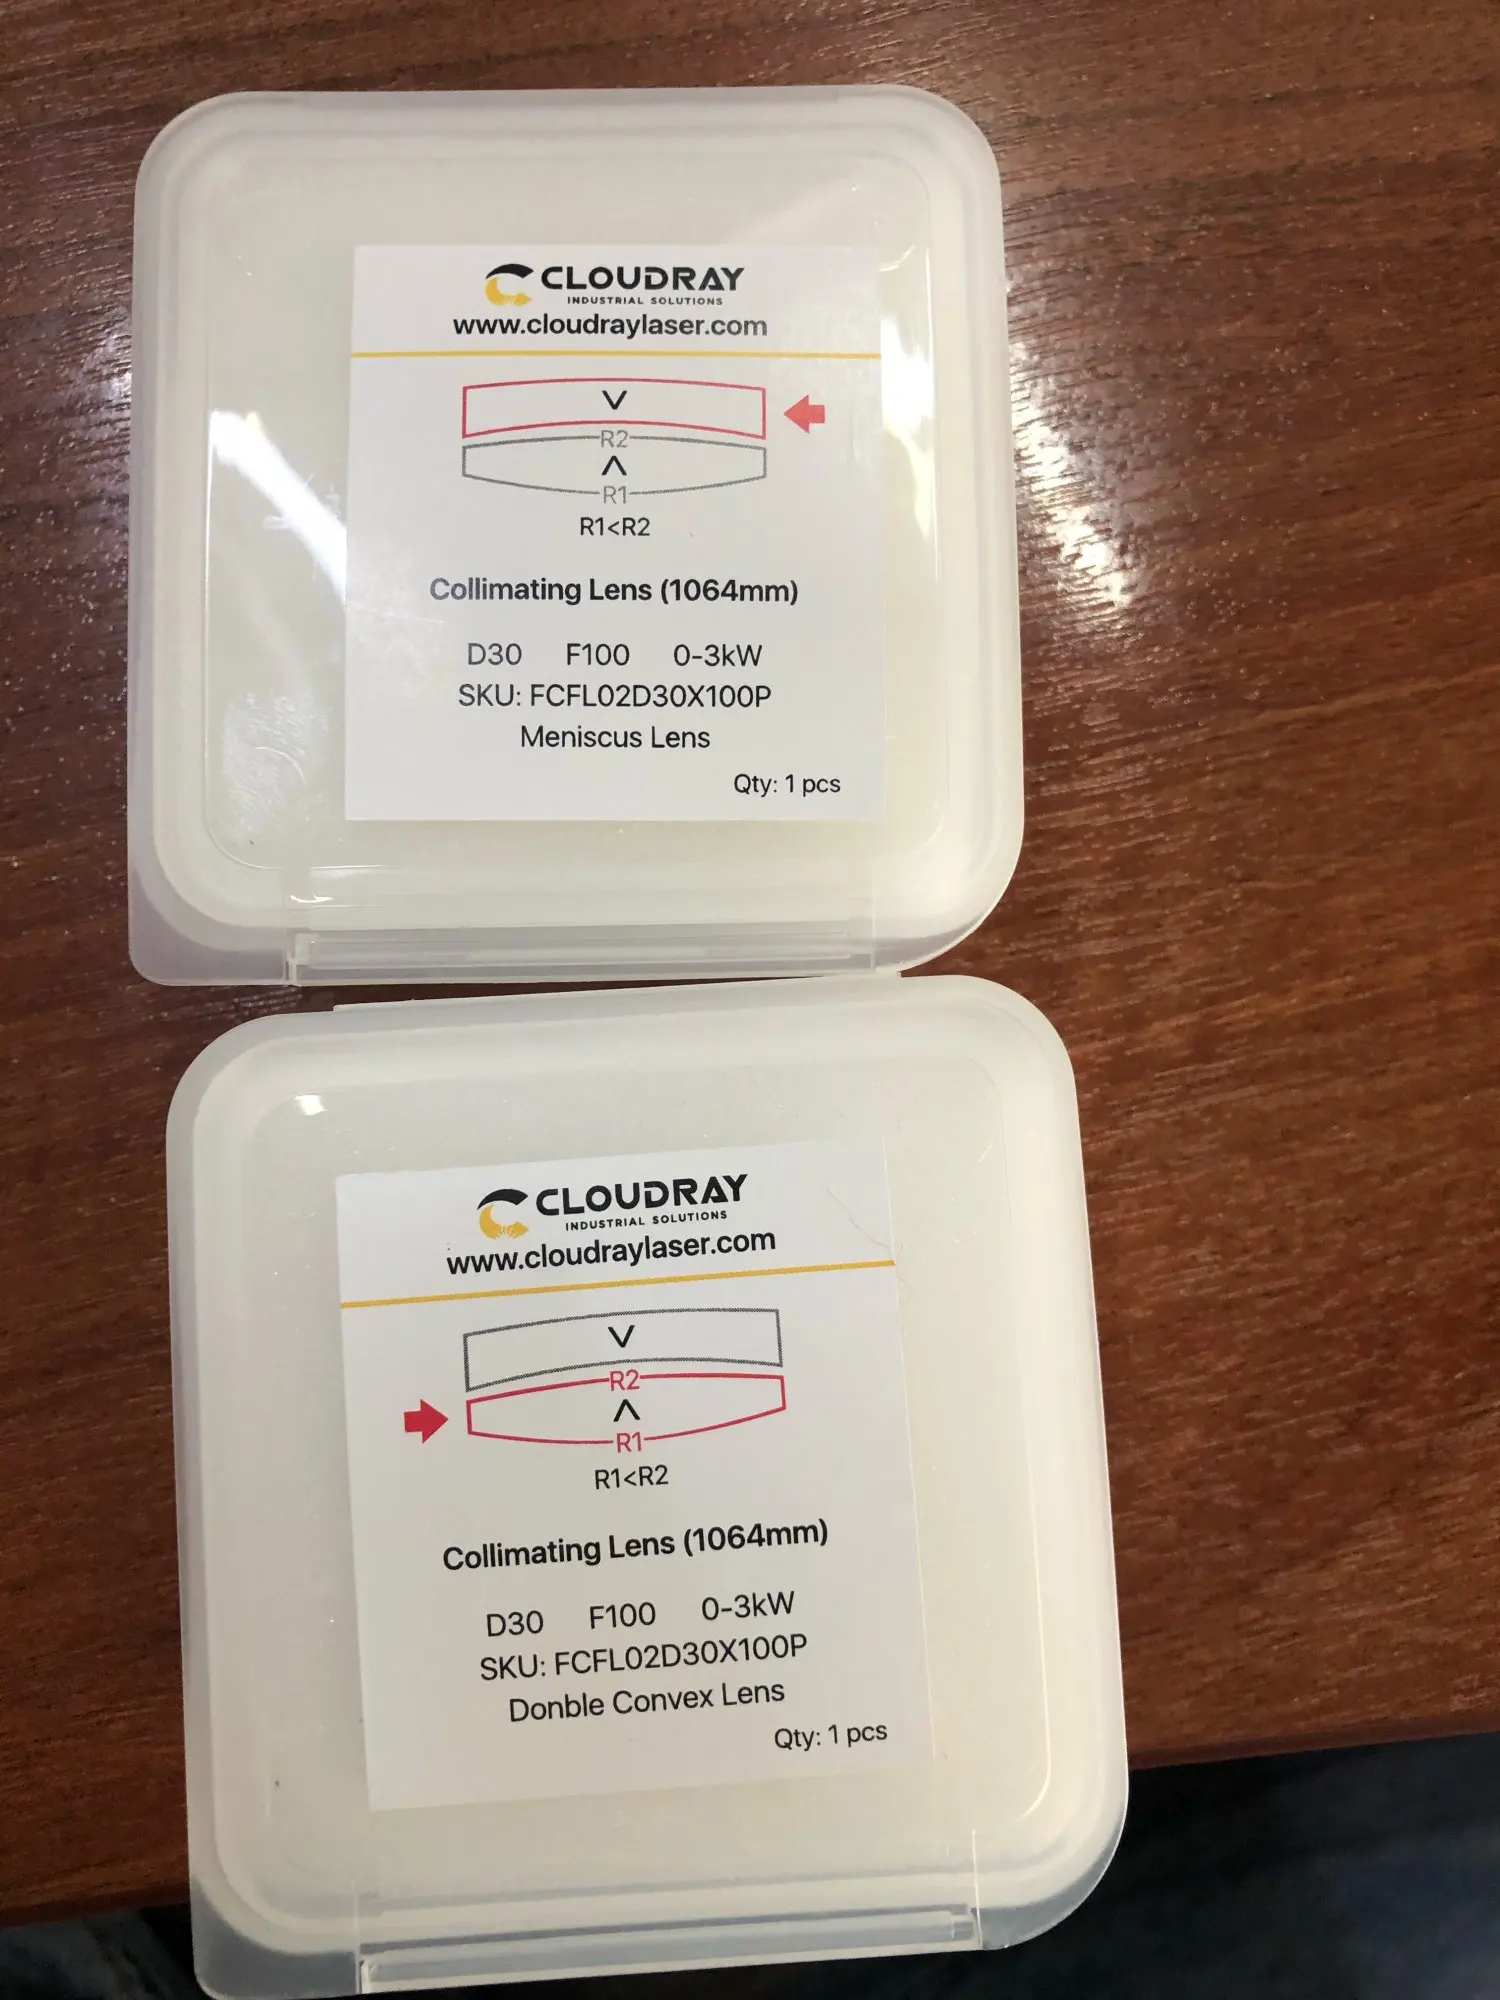 CLOUDRAY
INDUSTRIAL SOLUTIONS
www.cloudraylaser.com
V
R2
Λ
R1
R1<R2
Collimating Lens (1064mm)
D30 F100 0-3kW
SKU: FCFL02D30X100P
Meniscus Lens
Qty: 1 pcs
CLOUDRAY
INDUSTRIAL SOLUTIONS
www.cloudraylaser.com
V
R2
Λ
R1
R1<R2
Collimating Lens (1064mm)
D30 F100 0-3kW
SKU: FCFL02D30X100P
Donble Convex Lens
Qty: 1 pcs